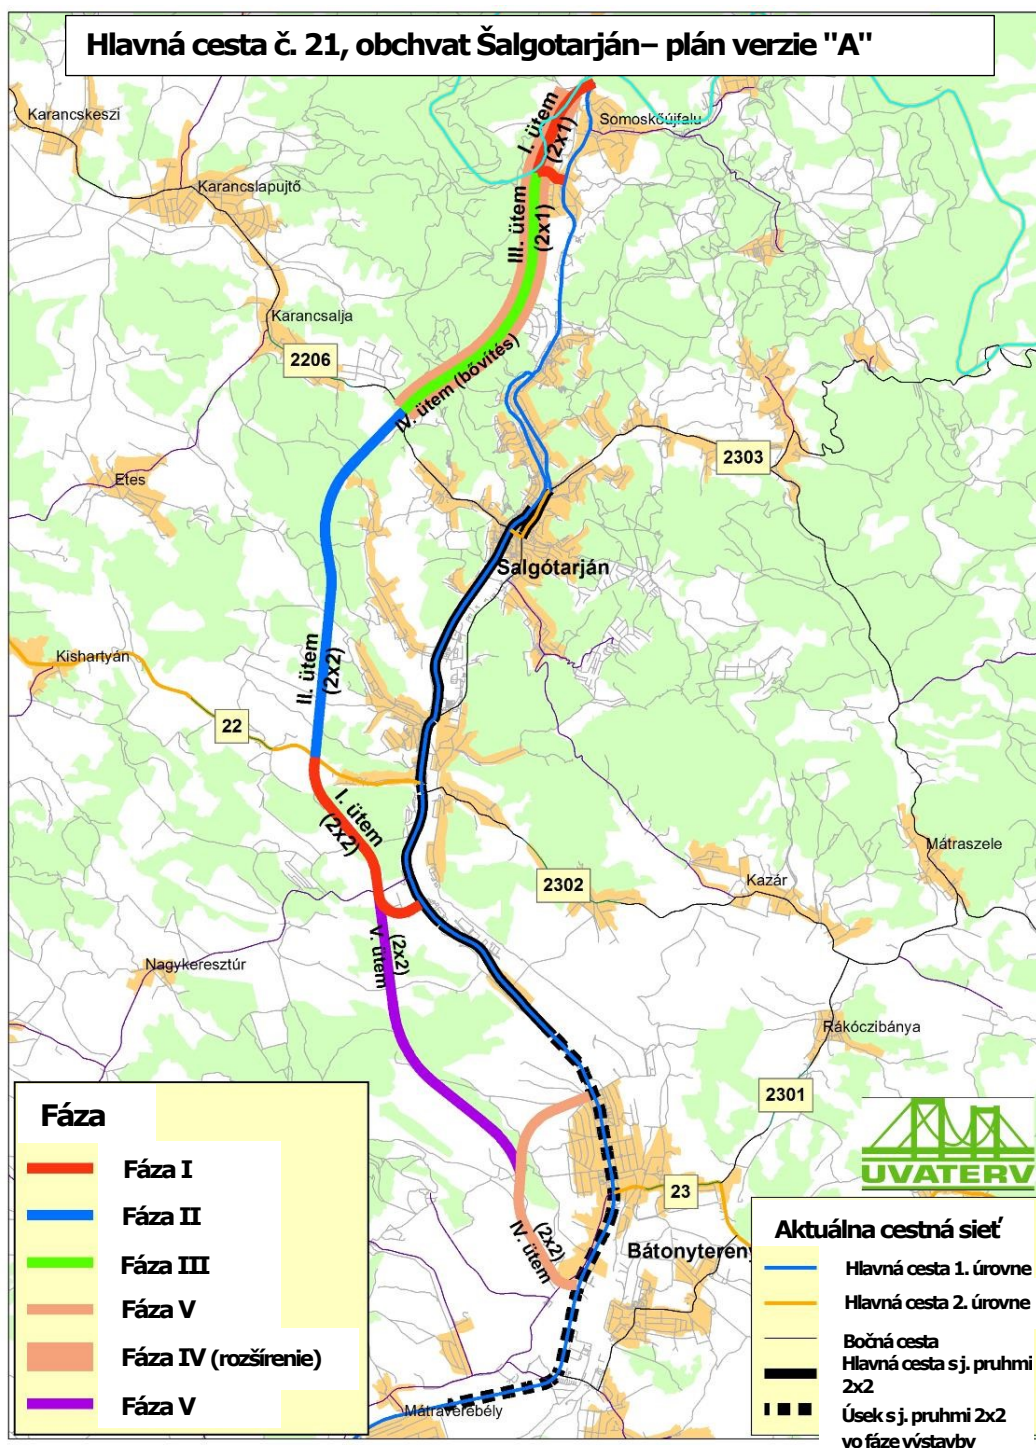 Hlavná cesta č. 21, obchvat Šalgotarján– plán verzie "A"
Karancskeszi
Somoskőújfalu
I. ütem
(2x1)
Karancslapujtő
III. ütem
(2x1)
Karancsalja
2206
IV. ütem (bővítés)
2303
Etes
Salgótarján
Kishartyán
II. ütem
(2x2)
22
I. ütem
(2x2)
Mátraszele
Kazár
2302
V. ütem
(2x2)
Nagykeresztúr
Rákóczibánya
2301
UVATERV
23
Bátonytereny
IV. ütem
(2x2)
Mátraverebély
Fáza
Fáza I
Fáza II
Fáza III
Fáza V
Fáza IV (rozšírenie)
Fáza V
Aktuálna cestná sieť
Hlavná cesta 1. úrovne
Hlavná cesta 2. úrovne
Bočná cesta
Hlavná cesta s j. pruhmi
2x2
Úsek s j. pruhmi 2x2
vo fáze výstavby